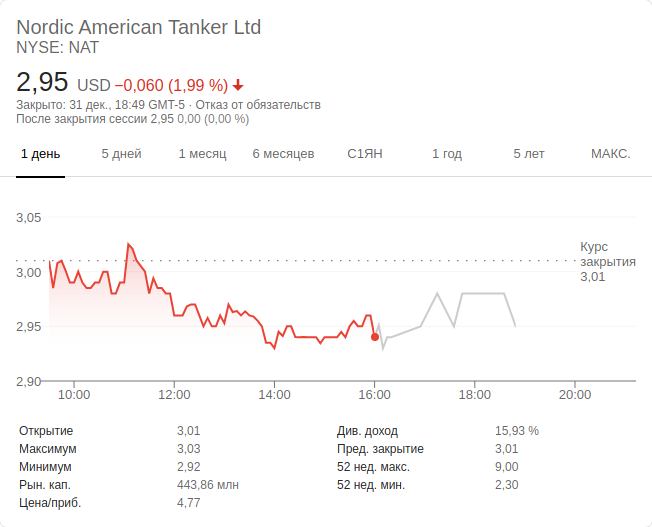 Nordic American Tanker Ltd
NYSE: NAT
2,95 USD −0,060 (1,99 %)
Закрыто: 31 дек., 18:49 GMT-5 · Отказ от обязательств
После закрытия сессии 2,95 0,00 (0,00 %)
1 день 5 дней 1 месяц 6 месяцев С1ЯН 1 год 5 лет МАКС.
3,05
Курс
закрытия
3,01
3,00
2,95
2,90
10:00 12:00 14:00 16:00 18:00 20:00
Открытие 3,01 Див. доход 15,93 %
Максимум 3,03 Пред. закрытие 3,01
Минимум 2,92 52 нед. макс. 9,00
Рын. кап. 443,86 млн 52 нед. мин. 2,30
Цена/приб. 4,77